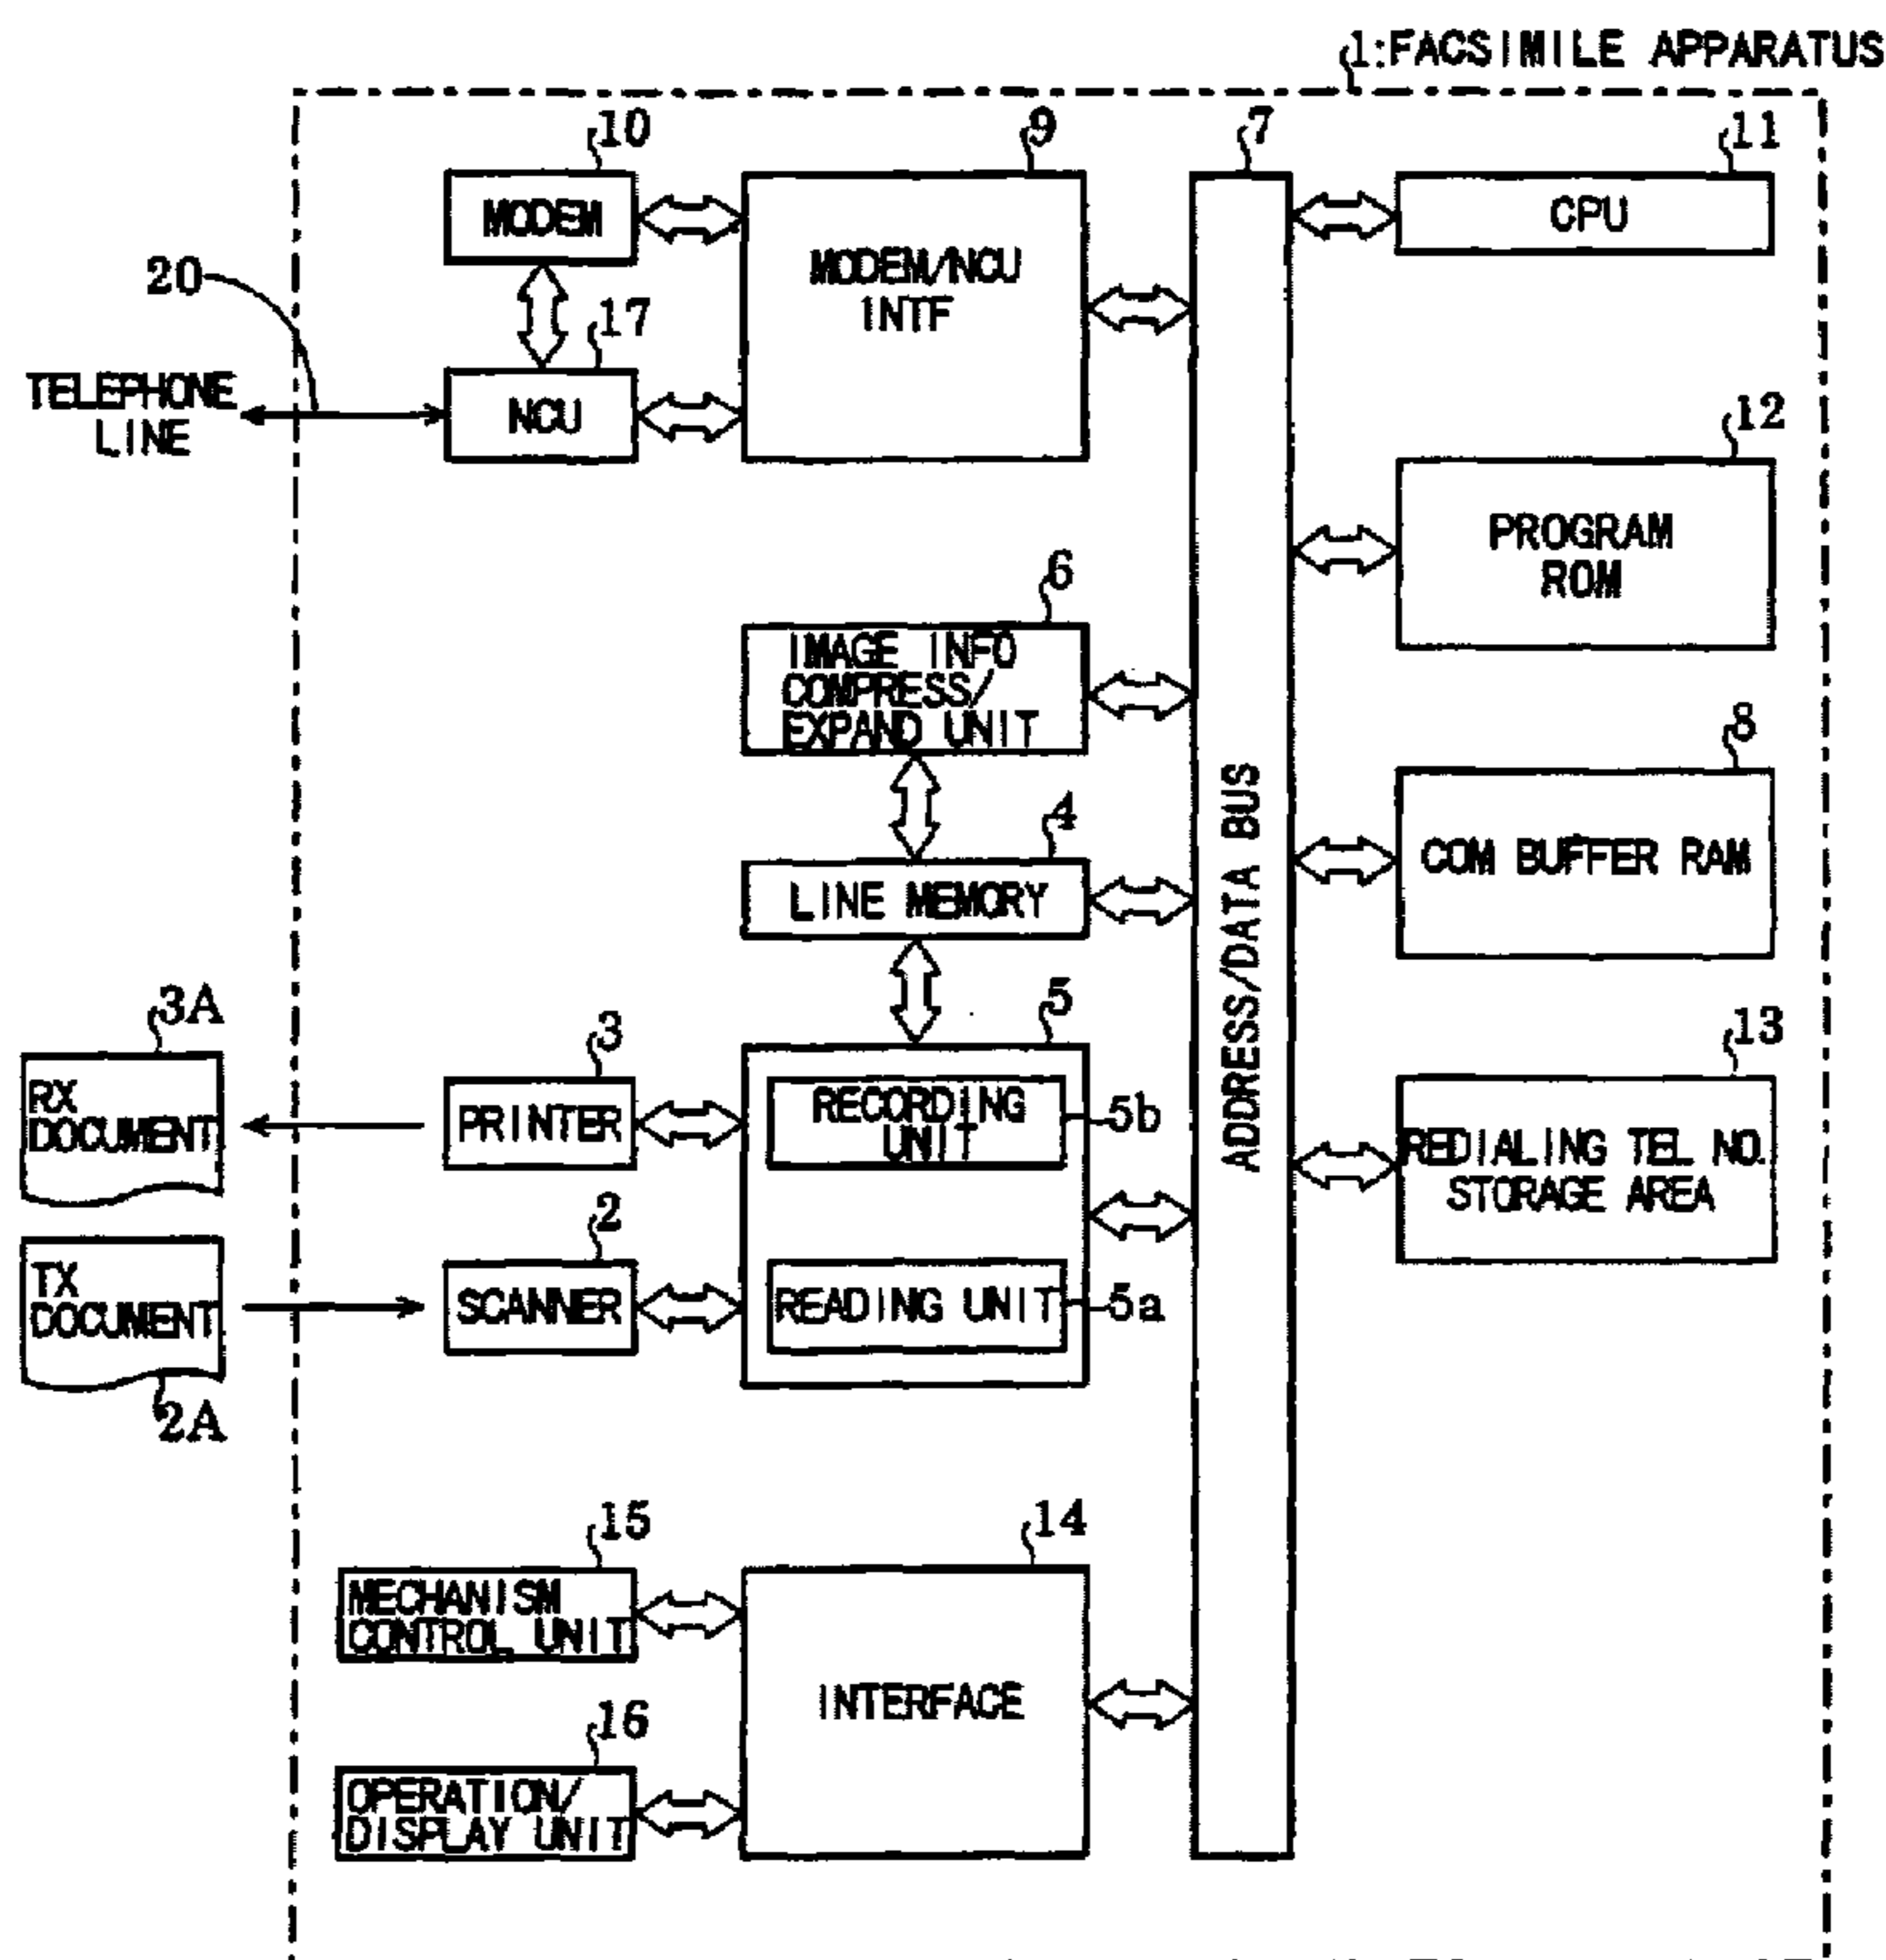 1:FACSIMILE APPARATUS
10
9
7
11
MODEM
CPU
MODEM/NCU
INTF
20
17
TELEPHONE
LINE
NCU
12
PROGRAM
ROM
6
IMAGE INFO
COMPRESS/
EXPAND UNIT
8
4
COM BUFFER RAM
LINE MEMORY
ADDRESS/DATA BUS
3A
3
5
13
RX
DOCUMENT
PRINTER
RECORDING
UNIT
5b
REDIALING TEL NO.
STORAGE AREA
2
TX
DOCUMENT
SCANNER
READING UNIT
5a
2A
15
14
MECHANISM
CONTROL UNIT
INTERFACE
16
OPERATION/
DISPLAY UNIT